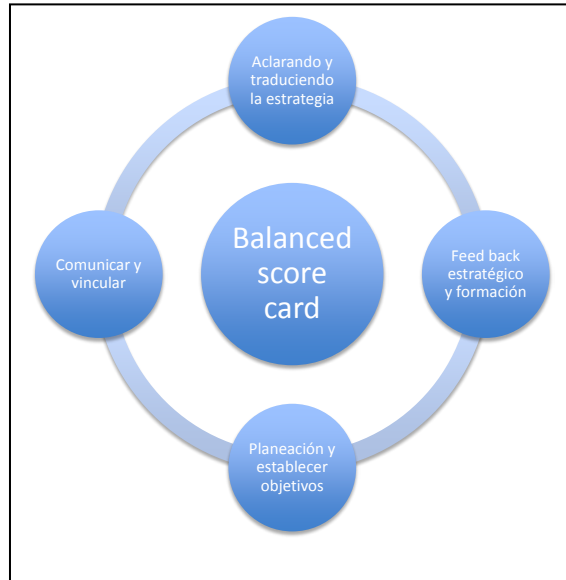 Aclarando y
traduciendo
la estrategia
Balanced
score
card
Comunicar y
vincular
Feed back
estratégico
y formación
Planeación y
establecer
objetivos